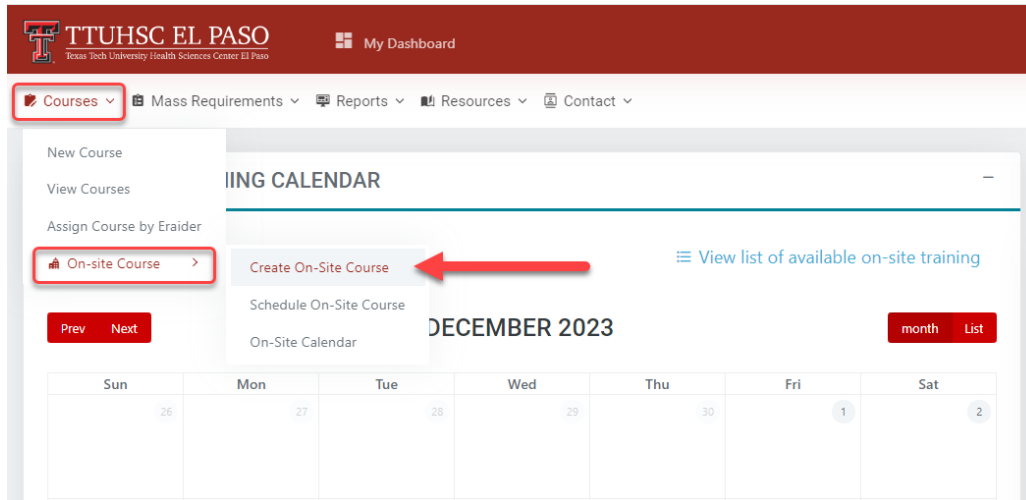 TTUHSC EL PASO
Texas Tech University Health Sciences Center El Paso
My Dashboard
Courses Mass Requirements Reports Resources Contact
New Course
View Courses
Assign Course by Eraider
On-site Course
Create On-Site Course
Schedule On-Site Course
On-Site Calendar
ING CALENDAR
View list of available on-site training
Prev Next
DECEMBER 2023
month List
Sun Mon Tue Wed Thu Fri Sat
26 27 28 29 30 1 2